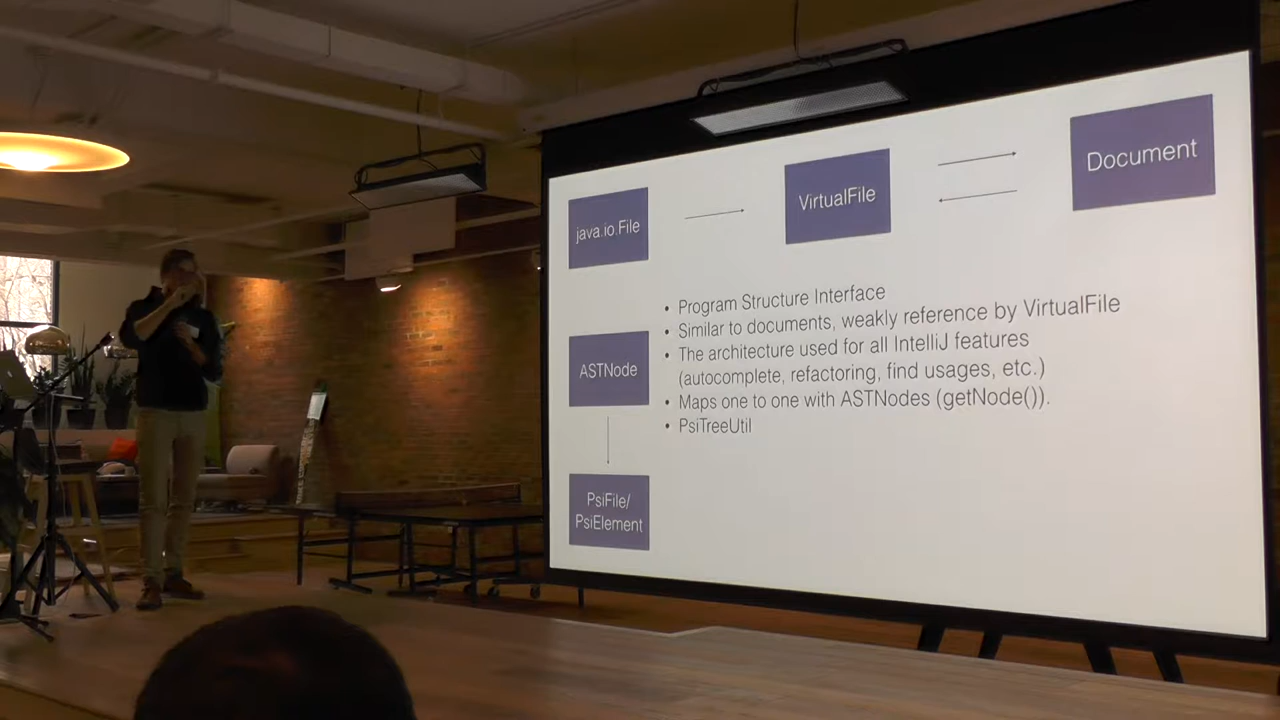 java.io.File
VirtualFile
Document
• Program Structure Interface
• Similar to documents, weakly reference by VirtualFile
• The architecture used for all IntelliJ features
(autocomplete, refactoring, find usages, etc.)
• Maps one to one with ASTNodes (getNode()).
• PsiTreeUtil
ASTNode
PsiFile/
PsiElement